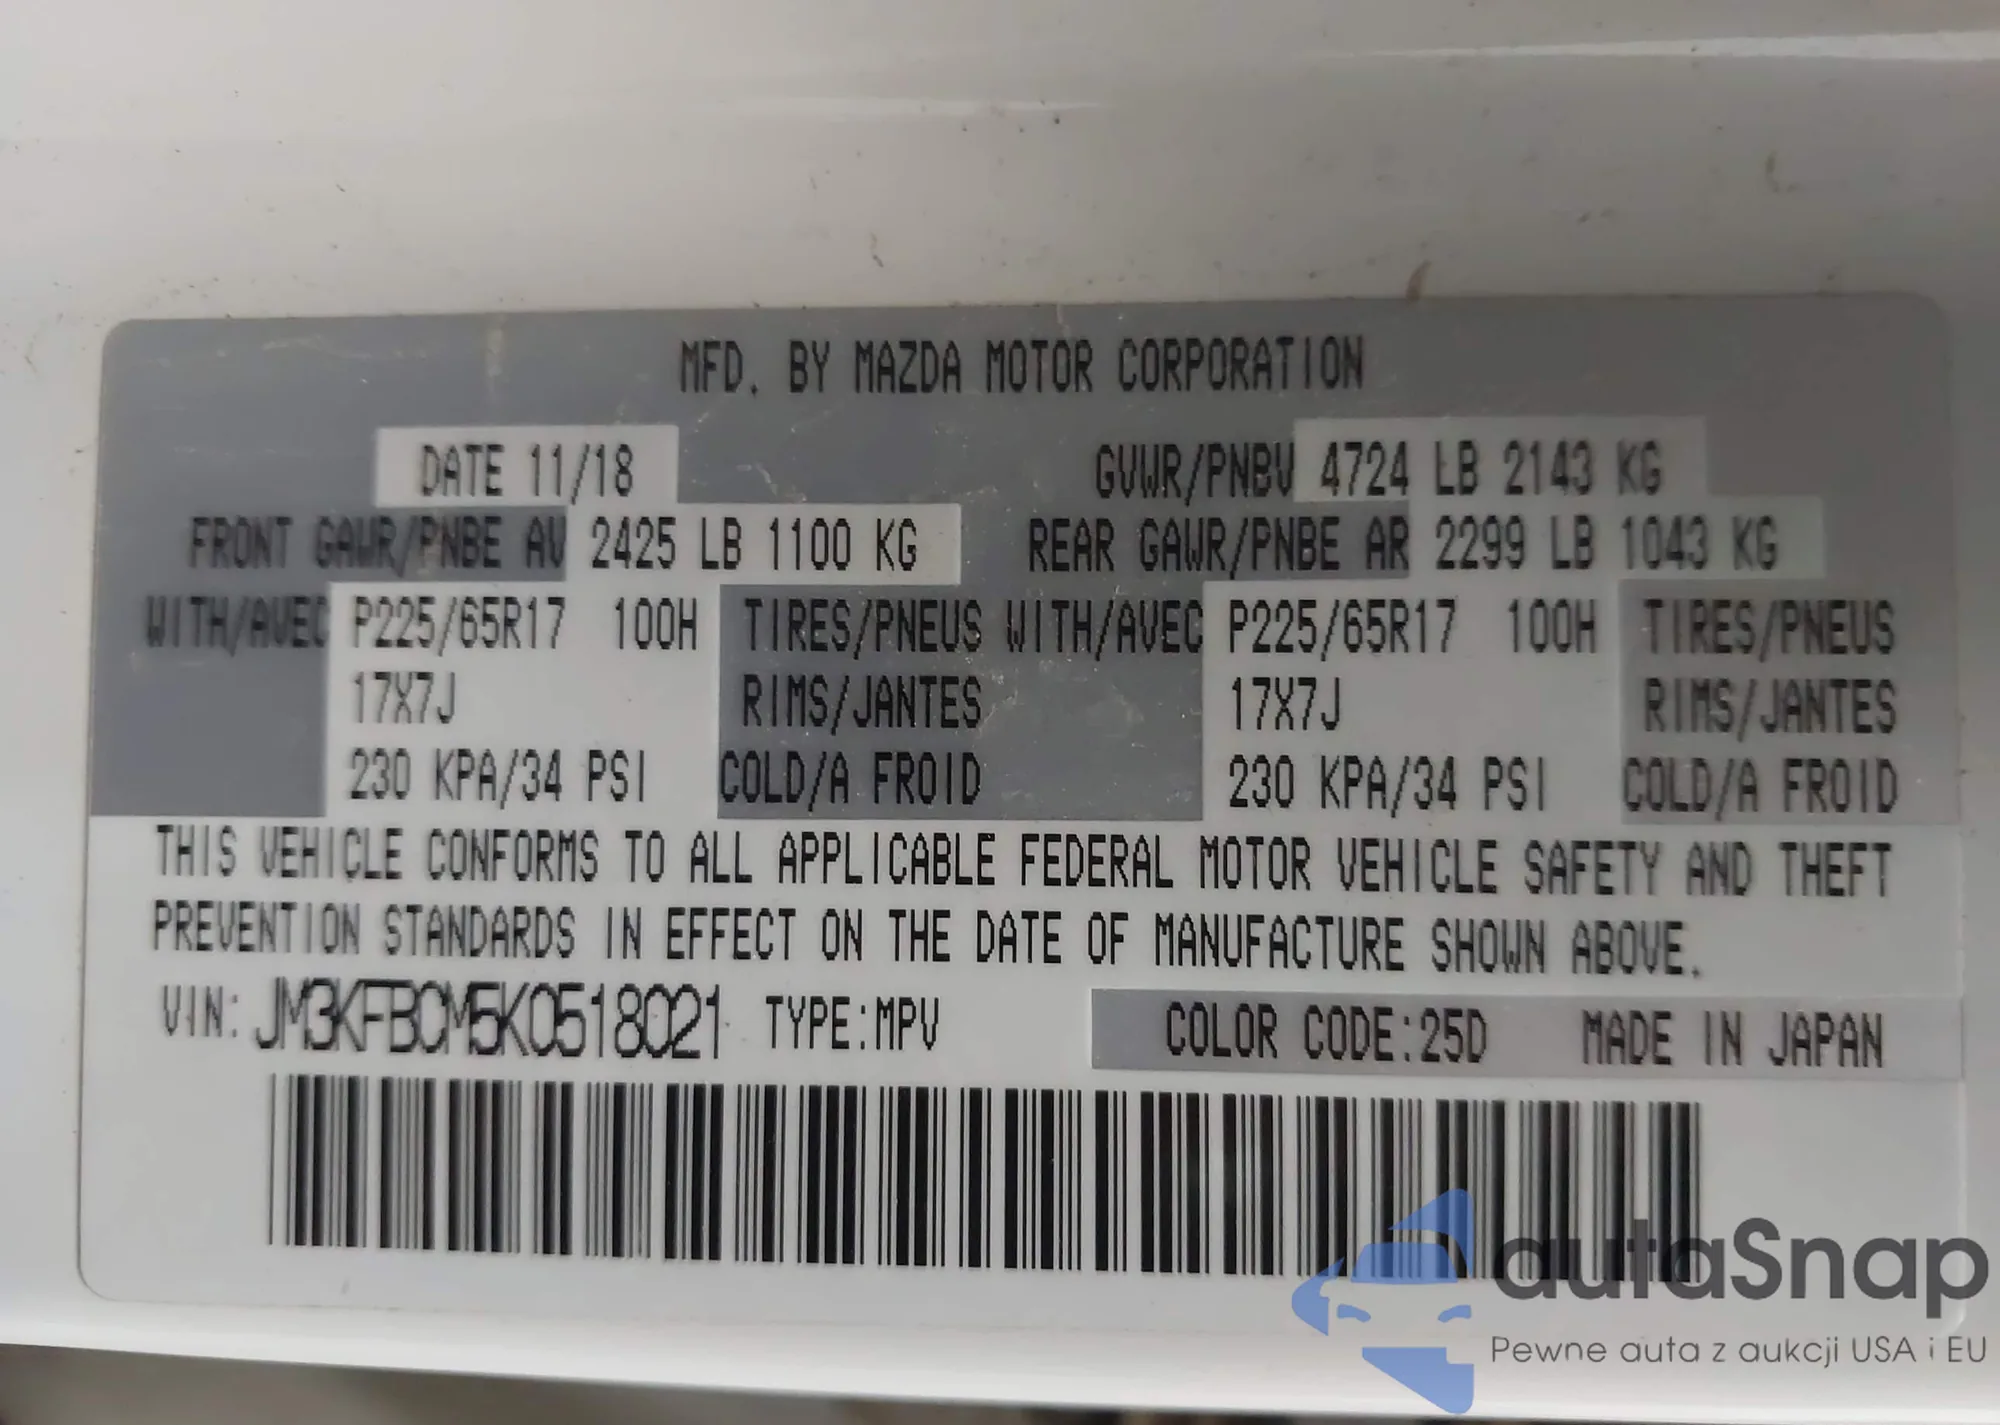 MFD. BY MAZDA MOTOR CORPORATION
DATE 11/18 GVWR/PNBV 4724 LB 2143 KG
FRONT GAWR/PNBE AV 2425 LB 1100 KG REAR GAWR/PNBE AR 2299 LB 1043 KG
WITH/AVEC P225/65R17 100H TIRES/PNEUS WITH/AVEC P225/65R17 100H TIRES/PNEUS
17X7J RIMS/JANTES 17X7J RIMS/JANTES
230 KPA/34 PSI COLD/A FROID 230 KPA/34 PSI COLD/A FROID
THIS VEHICLE CONFORMS TO ALL APPLICABLE FEDERAL MOTOR VEHICLE SAFETY AND THEFT
PREVENTION STANDARDS IN EFFECT ON THE DATE OF MANUFACTURE SHOWN ABOVE.
VIN: JM3KFBCM5K0518021 TYPE:MPV COLOR CODE:25D MADE IN JAPAN
autaSnap
Pewne auta z aukcji USA i EU